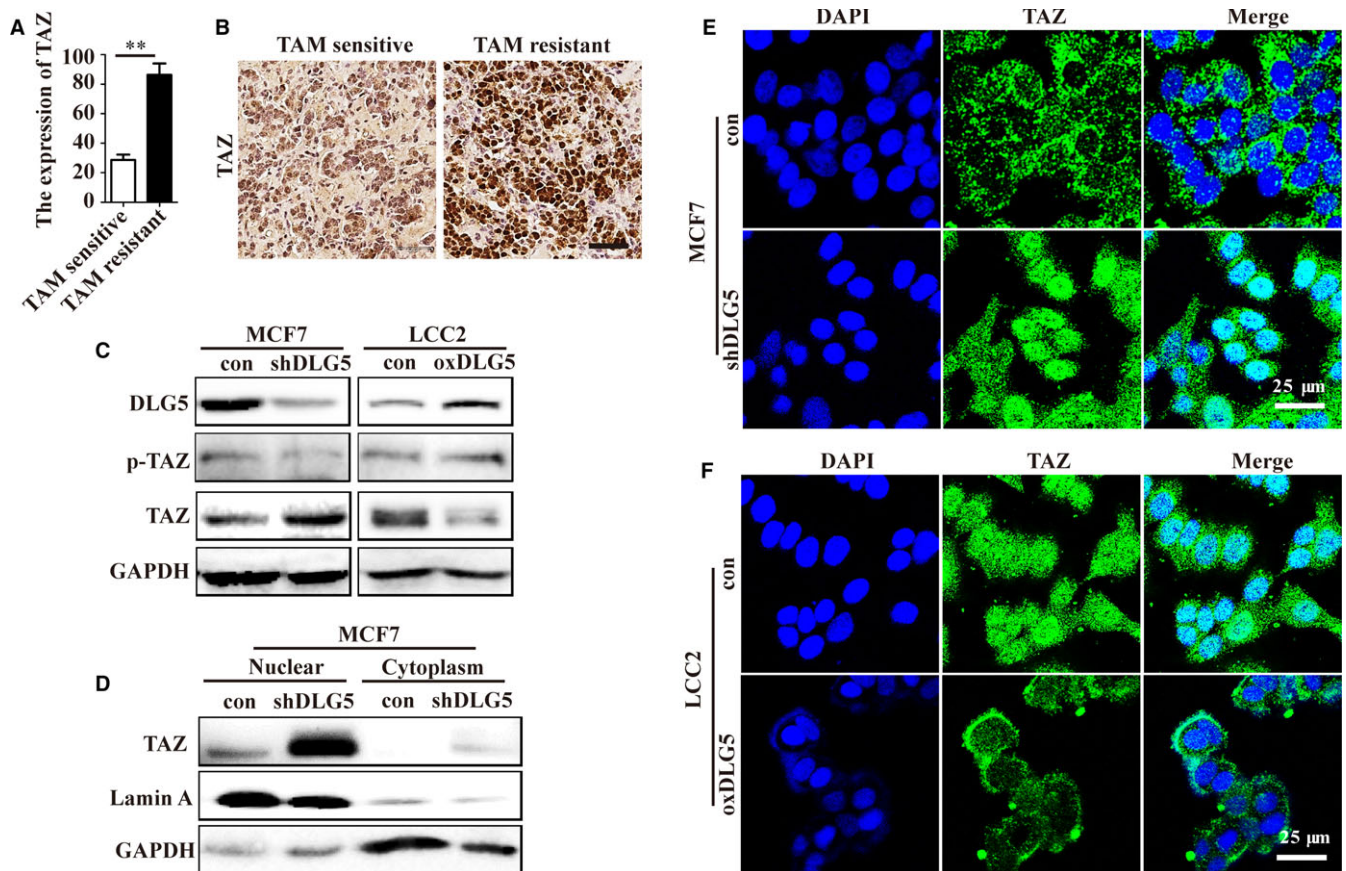 A
The expression of TAZ
**
100
80
60
40
20
0
TAM sensitive
TAM resistant
B
TAM sensitive TAM resistant
TAZ
C
MCF7 LCC2
con shDLG5 con oxDLG5
DLG5
p-TAZ
TAZ
GAPDH
D
MCF7
Nuclear Cytoplasm
con shDLG5 con shDLG5
TAZ
Lamin A
GAPDH
E
DAPI TAZ Merge
MCF7
con
shDLG5
25 μm
F
DAPI TAZ Merge
LCC2
con
oxDLG5
25 μm